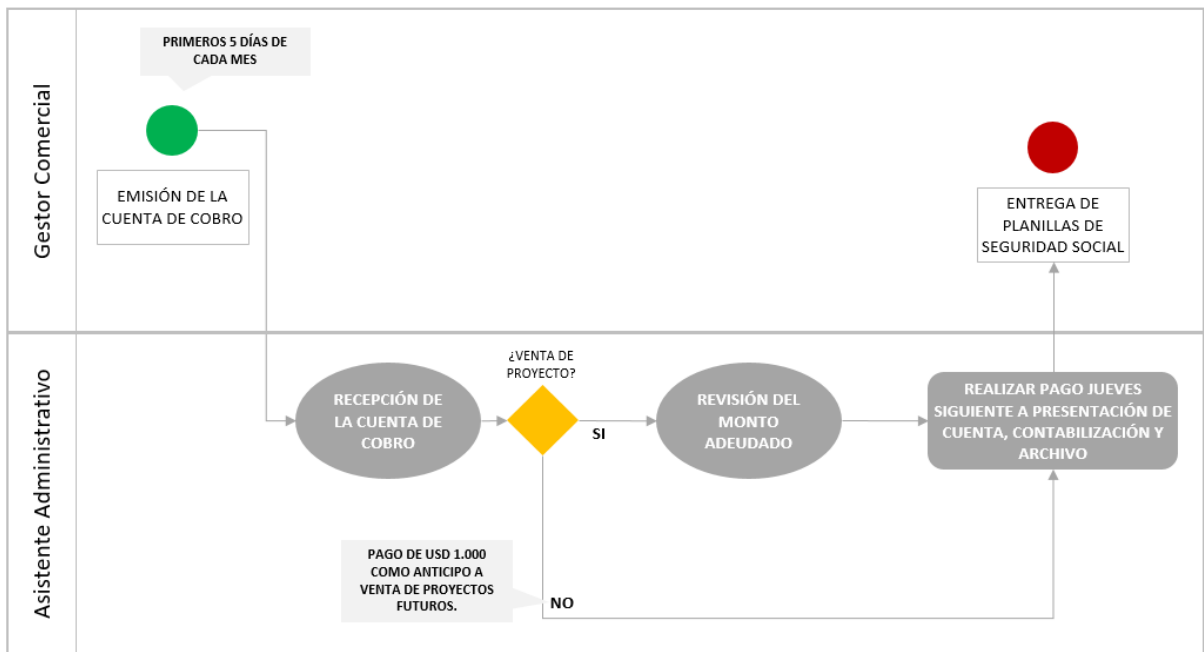 Gestor Comercial
PRIMEROS 5 DÍAS DE
CADA MES
EMISIÓN DE LA
CUENTA DE COBRO
ENTREGA DE
PLANILLAS DE
SEGURIDAD SOCIAL
Asistente Administrativo
RECEPCIÓN DE
LA CUENTA DE
COBRO
¿VENTA DE
PROYECTO?
SI
REVISIÓN DEL
MONTO
ADEUDADO
REALIZAR PAGO JUEVES
SIGUIENTE A PRESENTACIÓN DE
CUENTA, CONTABILIZACIÓN Y
ARCHIVO
PAGO DE USD 1.000
COMO ANTICIPO A
VENTA DE PROYECTOS
FUTUROS.
NO